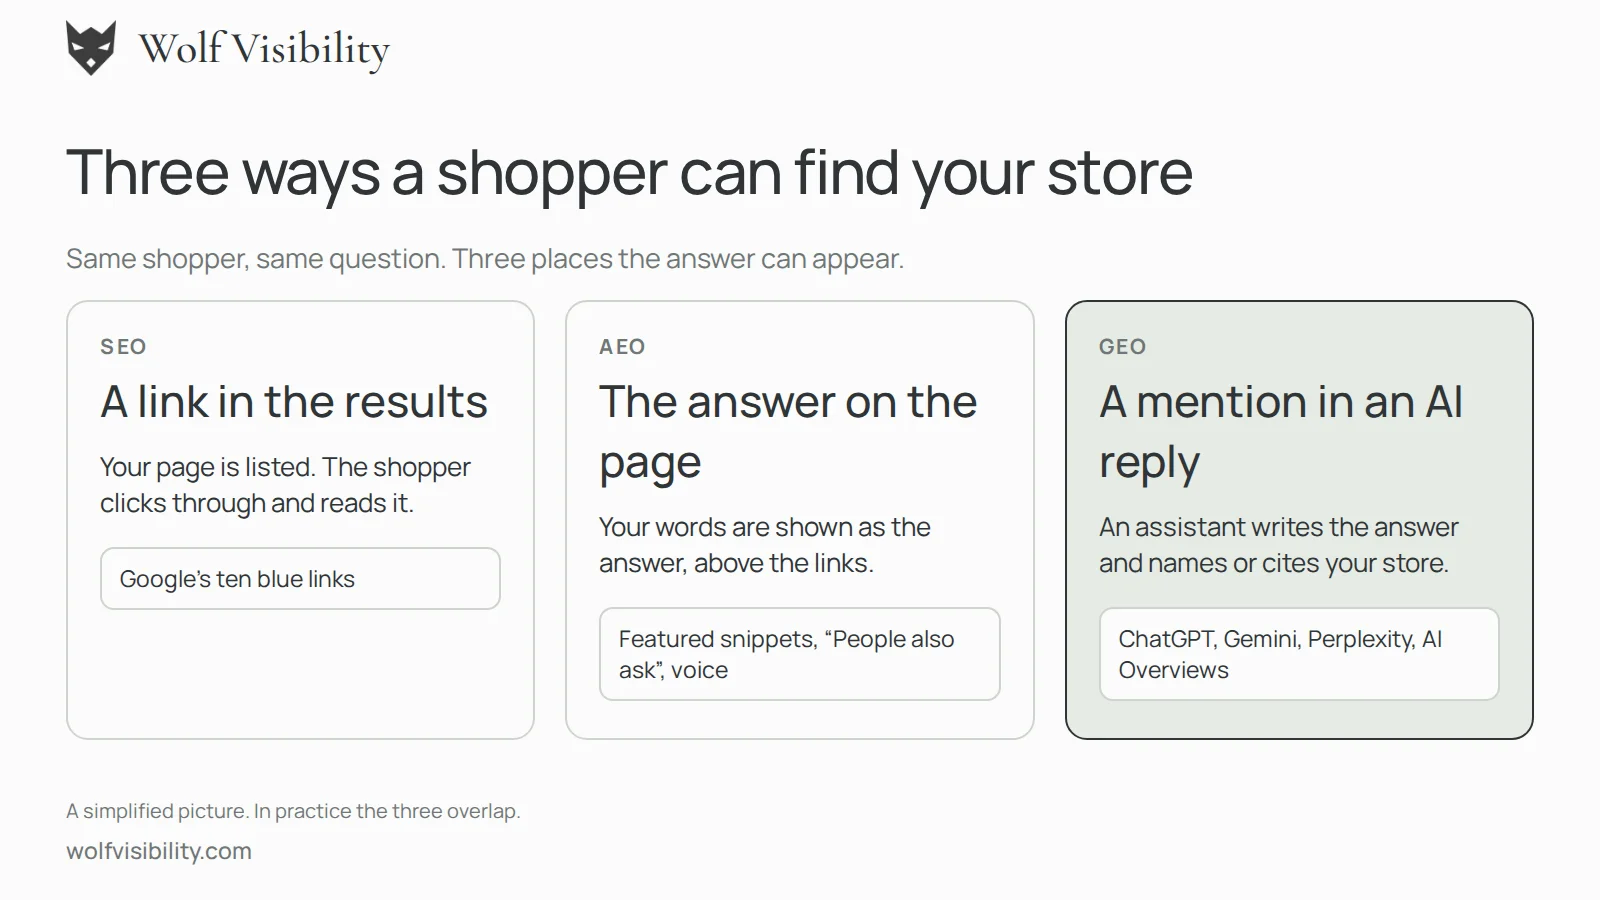 Wolf Visibility
Three ways a shopper can find your store
Same shopper, same question. Three places the answer can appear.
SEO
A link in the results
Your page is listed. The shopper
clicks through and reads it.
Google’s ten blue links
AEO
The answer on the
page
Your words are shown as the
answer, above the links.
Featured snippets, “People also
ask”, voice
GEO
A mention in an AI
reply
An assistant writes the answer
and names or cites your store.
ChatGPT, Gemini, Perplexity, AI
Overviews
A simplified picture. In practice the three overlap.
wolfvisibility.com